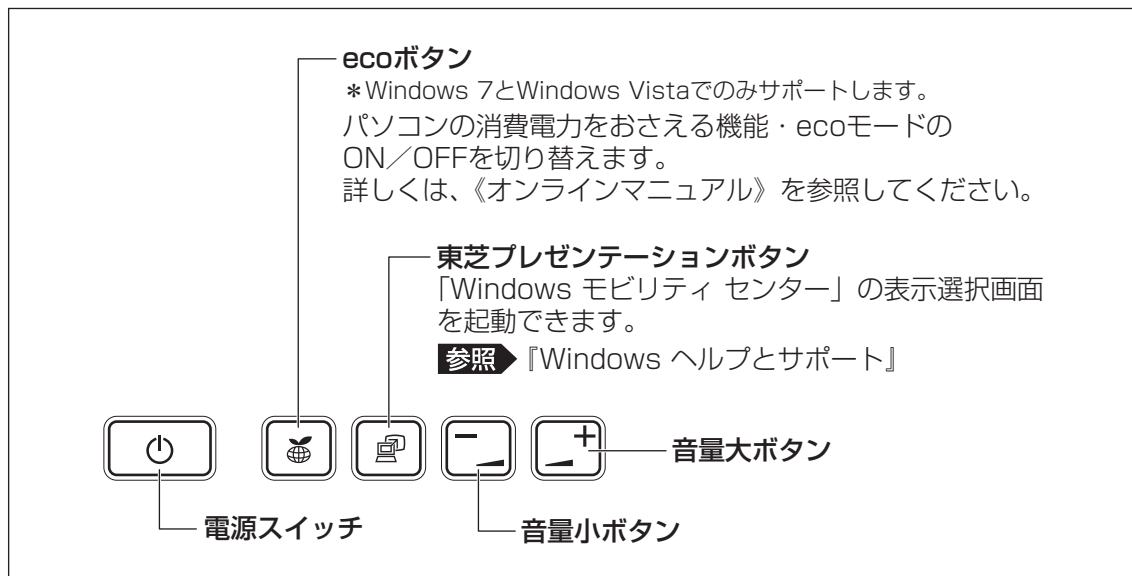 ecoボタン
＊Windows 7とWindows Vistaでのみサポートします。
パソコンの消費電力をおさえる機能・ecoモードの
ON／OFFを切り替えます。
詳しくは、《オンラインマニュアル》を参照してください。
東芝プレゼンテーションボタン
「Windows モビリティ センター」の表示選択画面
を起動できます。
参照 『Windows ヘルプとサポート』
音量大ボタン
電源スイッチ
音量小ボタン